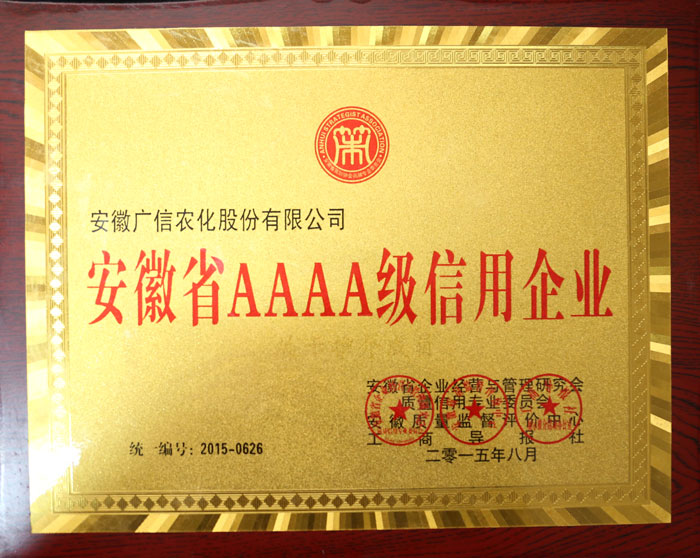 ANHUI STRATEGIST ASSOCIATION
安徽广信农化股份有限公司
安徽省AAAA级信用企业
安徽省企业经营与管理研究会
质量信用专业委员会
安徽质量监督评价中心
工商导报社
统一编号: 2015-0626
二零一五年八月